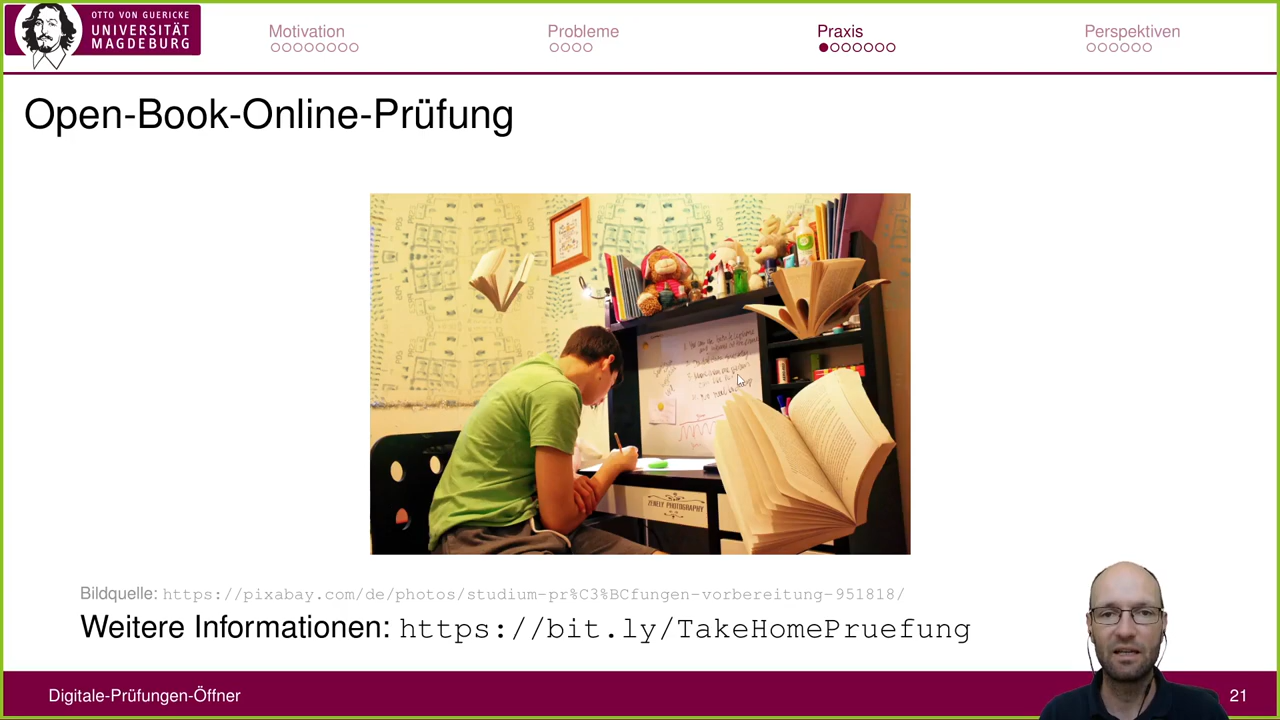 OTTO VON GUERICKE
UNIVERSITÄT
MAGDEBURG
Motivation
Probleme
Praxis
Perspektiven
Open-Book-Online-Prüfung
ZENELY PHOTOGRAPHY
Bildquelle: https://pixabay.com/de/photos/studium-pr%C3%BCfungen-vorbereitung-951818/
Weitere Informationen: https://bit.ly/TakeHomePruefung
Digitale-Prüfungen-Öffner
21